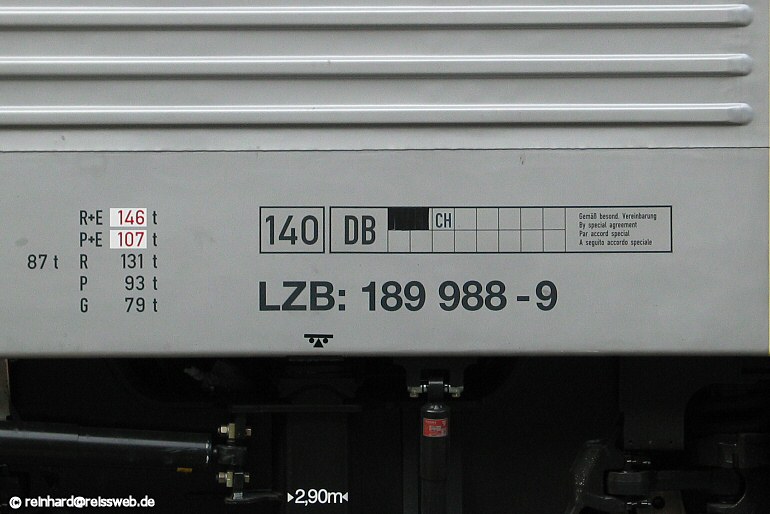 R+E 146 t
P+E 107 t
87 t R 131 t
P 93 t
G 79 t
140 DB CH
Gemäß besond. Vereinbarung
By special agreement
Par accord special
A seguito accordo speciale
LZB: 189 988 - 9
2,90m
© reinhard@reissweb.de